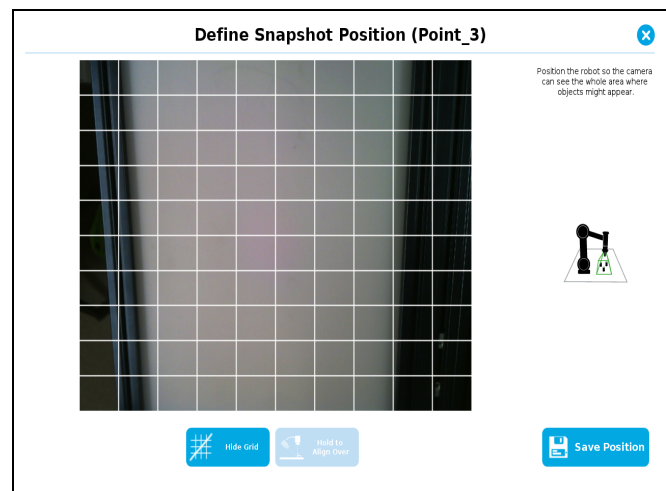 Define Snapshot Position (Point_3)
Position the robot so the camera
can see the whole area where
objects might appear.
Hide Grid
Hold to
Align Over
Save Position